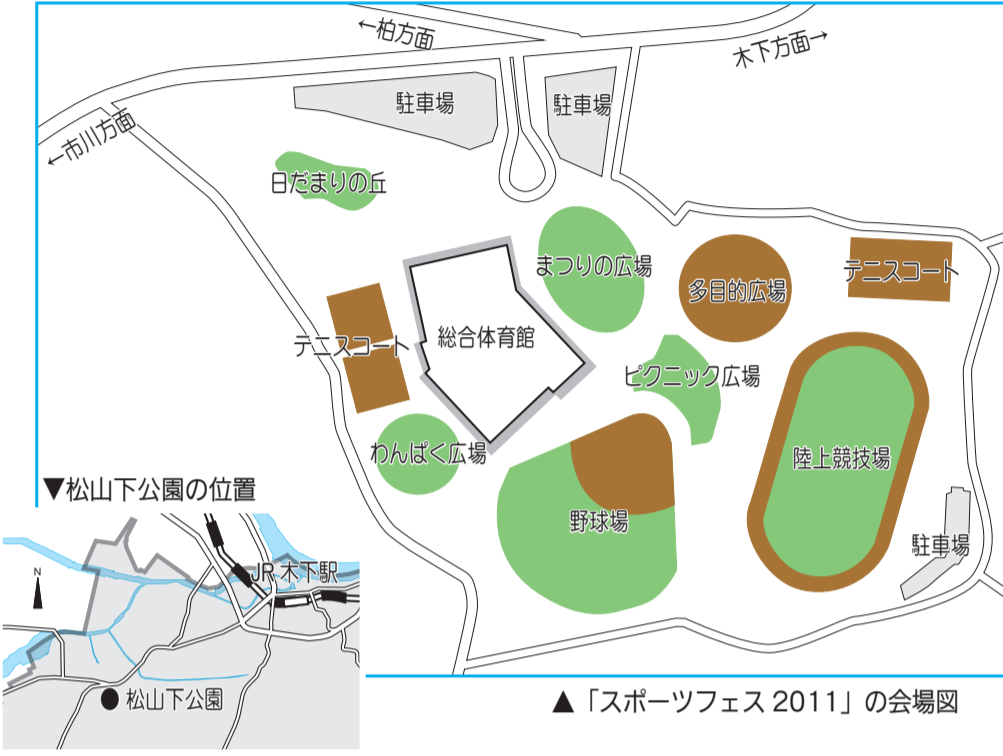 ←柏方面
木下方面→
駐車場
駐車場
←市川方面
日だまりの丘
まつりの広場
多目的広場
テニスコート
テニスコート
総合体育館
ピクニック広場
わんぱく広場
陸上競技場
野球場
駐車場
▼松山下公園の位置
N
JR 木下駅
松山下公園
▲「スポーツフェス 2011」の会場図